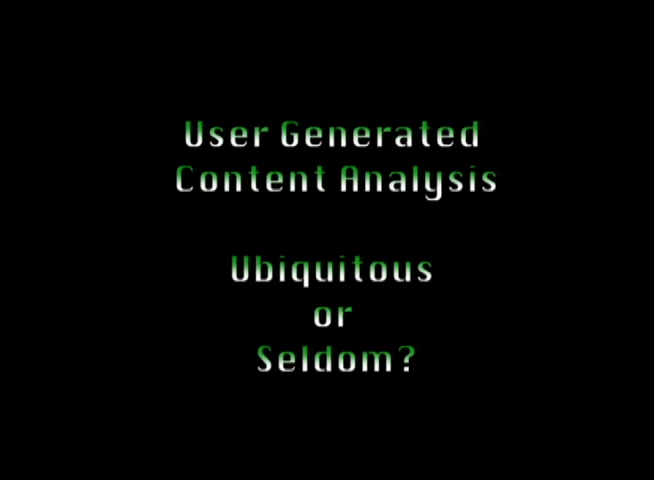 User Generated
Content Analysis
Ubiquitous
or
Seldom?